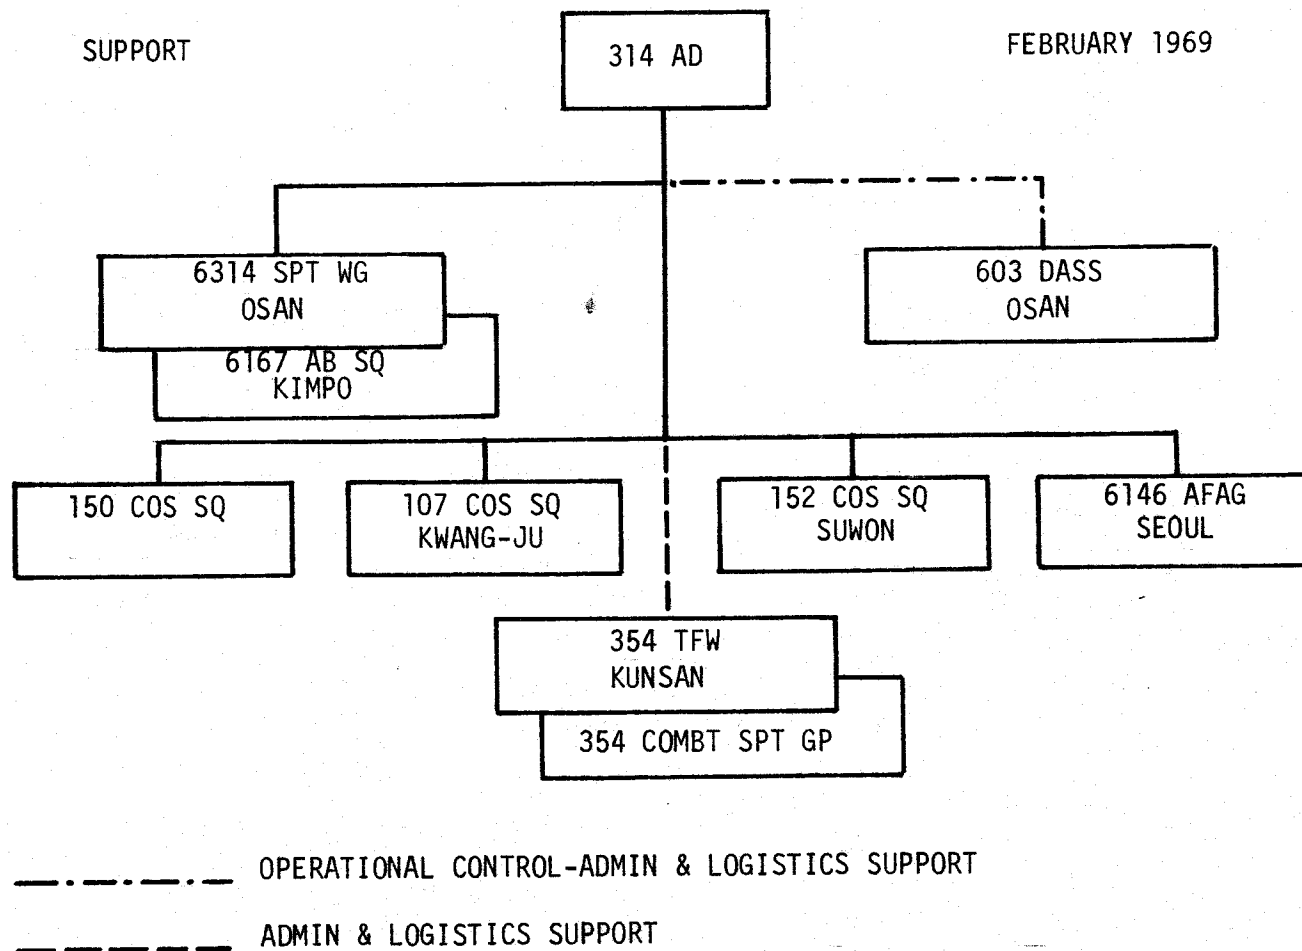 SUPPORT
314 AD
FEBRUARY 1969
6314 SPT WG
OSAN
6167 AB SQ
KIMPO
603 DASS
OSAN
150 COS SQ
107 COS SQ
KWANG-JU
152 COS SQ
SUWON
6146 AFAG
SEOUL
354 TFW
KUNSAN
354 COMBT SPT GP
OPERATIONAL CONTROL-ADMIN & LOGISTICS SUPPORT
ADMIN & LOGISTICS SUPPORT